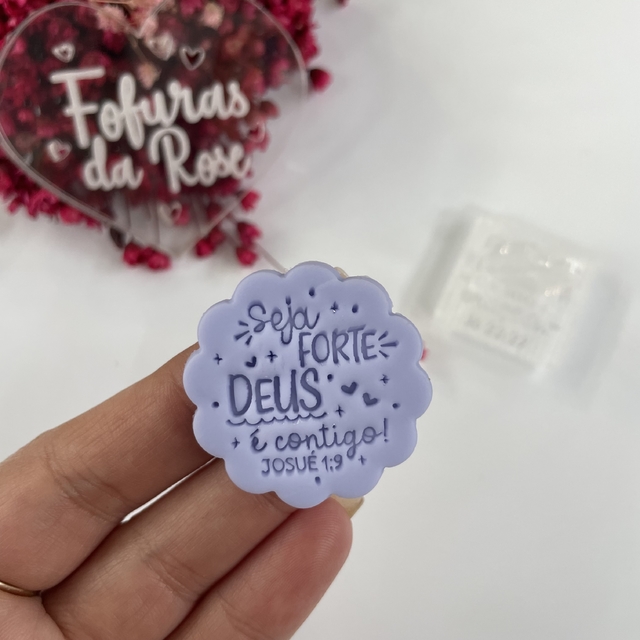 Fofuras
da Rose
Seja
FORTE
DEUS
é contigo!
JOSUÉ 1:9